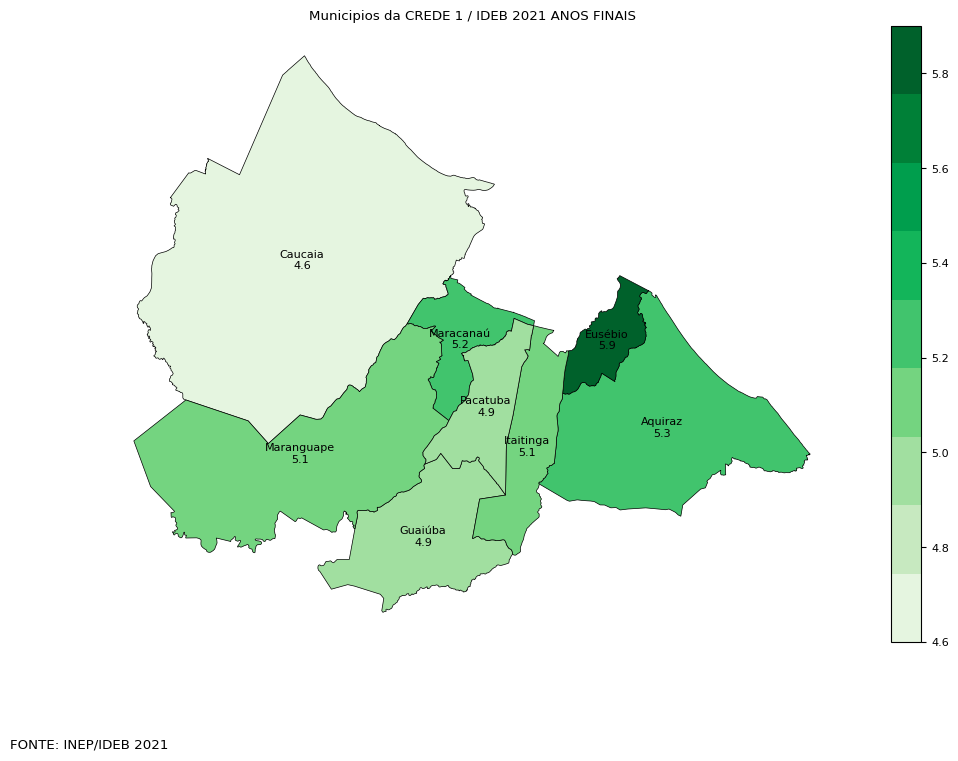 Municipios da CREDE 1 / IDEB 2021 ANOS FINAIS
Caucaia
4.6
Maracanaú
5.2
Eusébio
5.9
Pacatuba
4.9
Aquiraz
5.3
Itaitinga
5.1
Maranguape
5.1
Guaiúba
4.9
5.8
5.6
5.4
5.2
5.0
4.8
4.6
FONTE: INEP/IDEB 2021